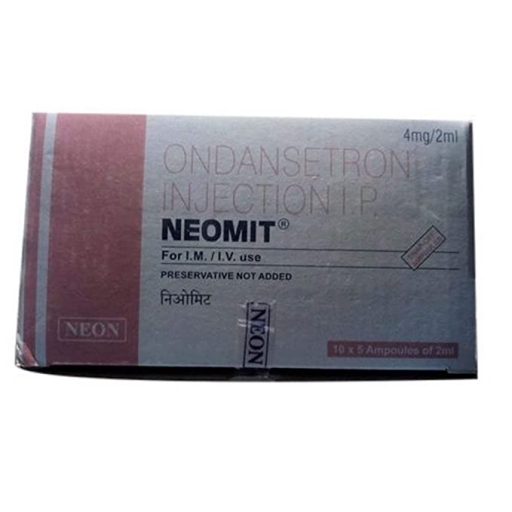 4mg/2ml
ONDANSETRON
INJECTION I.P.
NEOMIT®
For I.M. / I.V. use
PRESERVATIVE NOT ADDED
निओमिट
NEON
NEON
10 x 5 Ampoules of 2ml